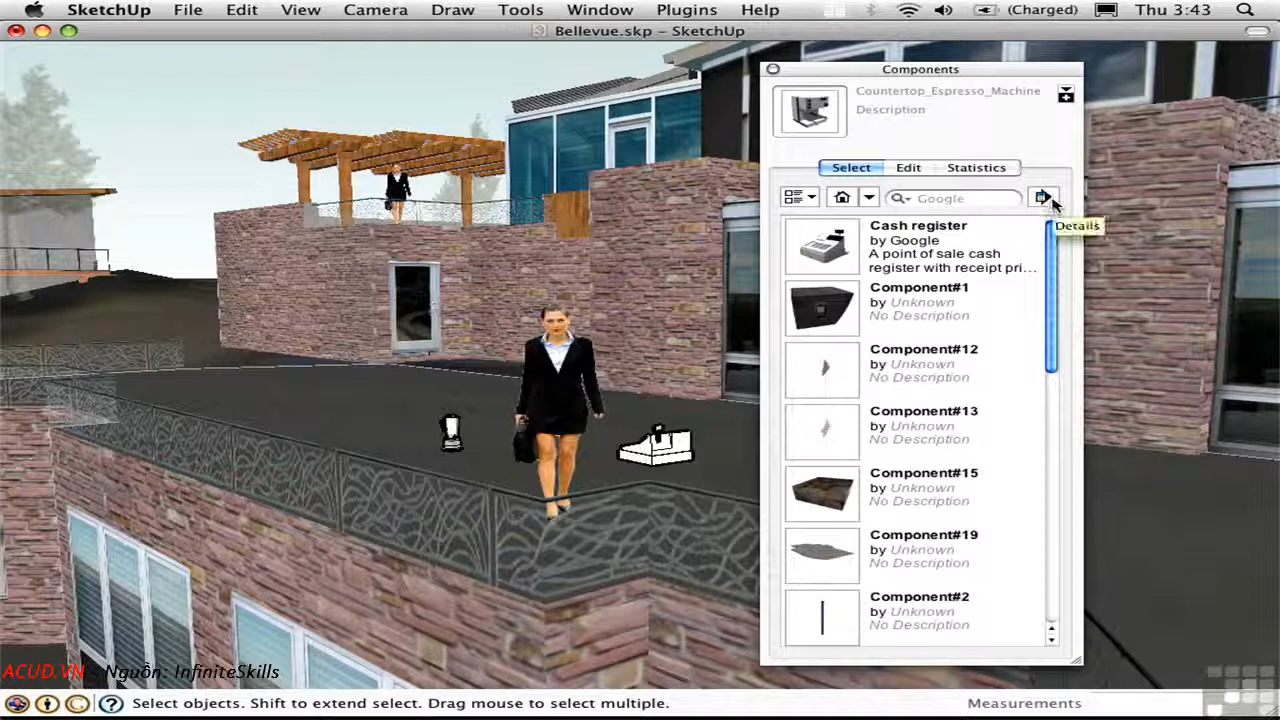 SketchUp File Edit View Camera Draw Tools Window Plugins Help (Charged) Thu 3:43
Bellevue.skp – SketchUp
Components
Countertop_Espresso_Machine
Description
Select Edit Statistics
Google
Details
Cash register
by Google
A point of sale cash
register with receipt pri...
Component#1
by Unknown
No Description
Component#12
by Unknown
No Description
Component#13
by Unknown
No Description
Component#15
by Unknown
No Description
Component#19
by Unknown
No Description
Component#2
by Unknown
No Description
ACUD.VN - Nguồn: InfiniteSkills
Select objects. Shift to extend select. Drag mouse to select multiple. Measurements